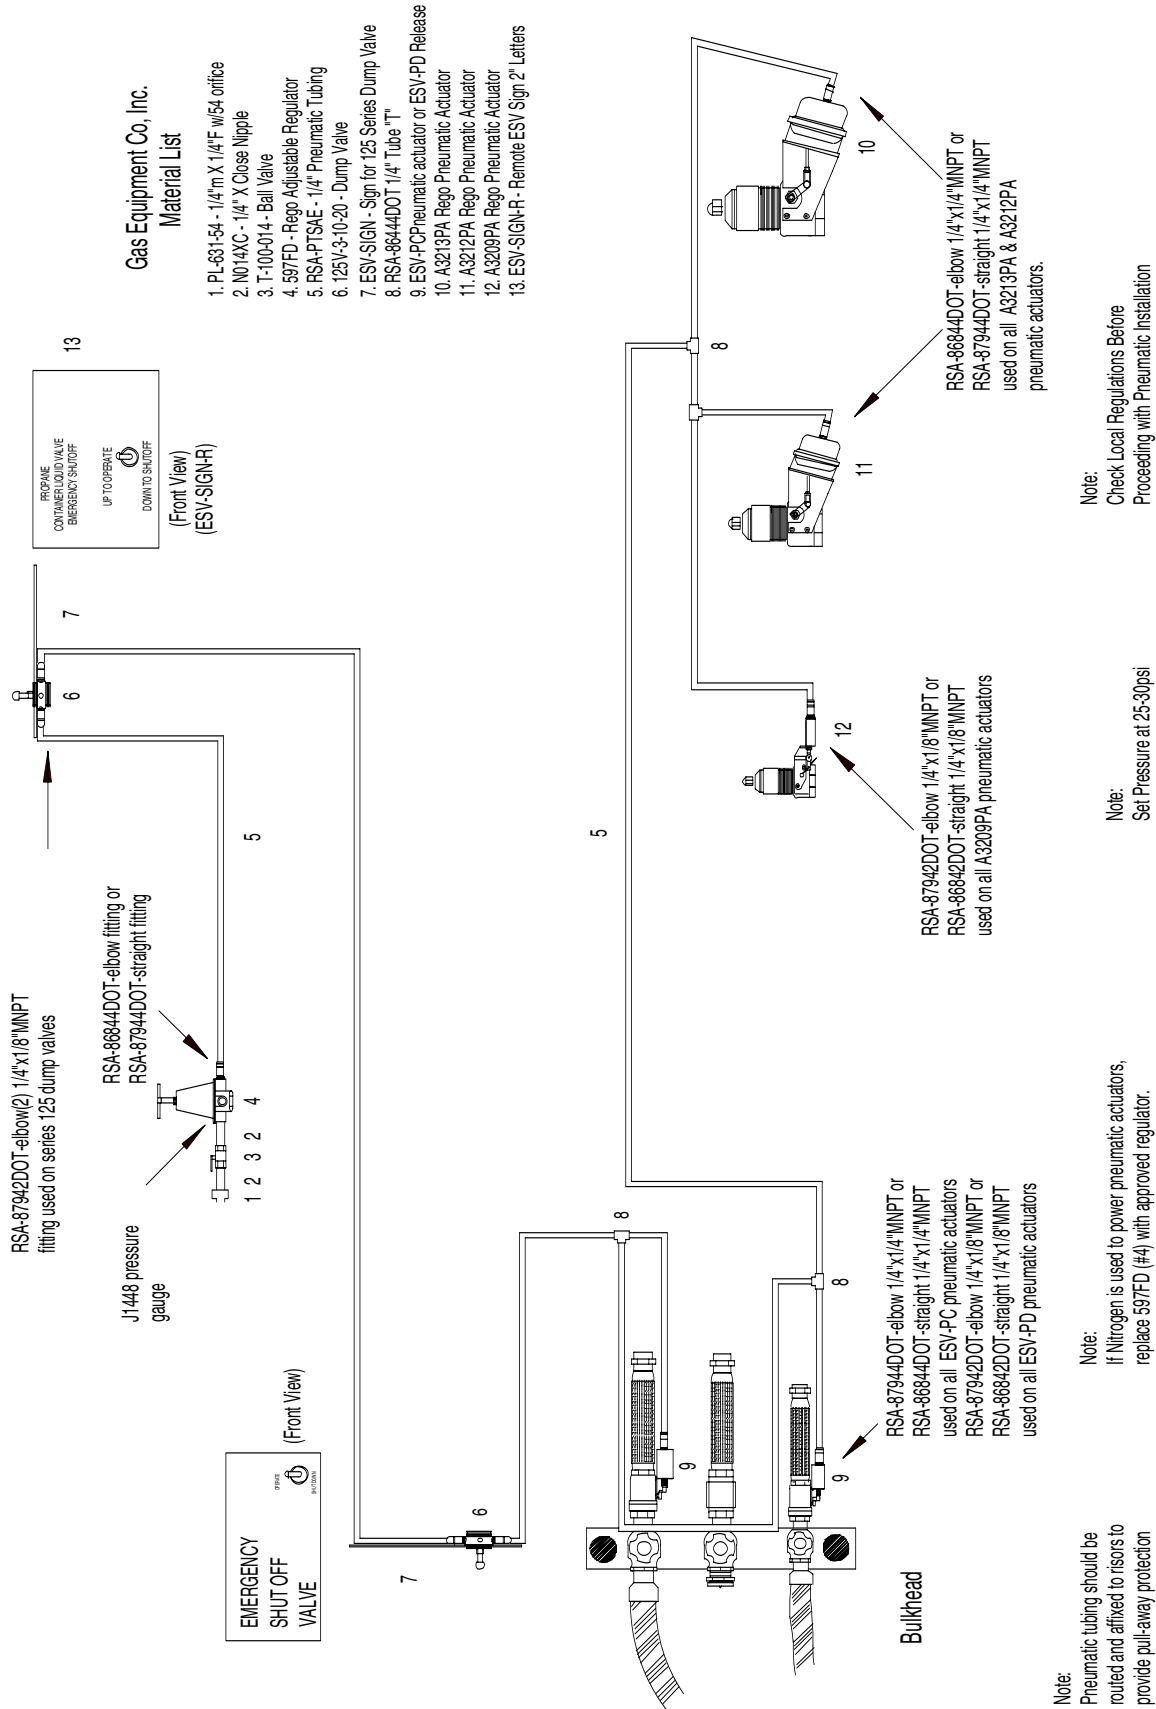 Gas Equipment Co, Inc.
Material List
1. PL-631-54 - 1/4"m X 1/4"F w/54 orifice
2. N014XC - 1/4" X Close Nipple
3. T-100-014 - Ball Valve
4. 597FD - Rego Adjustable Regulator
5. RSA-PTSAE - 1/4" Pneumatic Tubing
6. 125V-3-10-20 - Dump Valve
7. ESV-SIGN - Sign for 125 Series Dump Valve
8. RSA-86444DOT 1/4" Tube "T"
9. ESV-PCPneumatic actuator or ESV-PD Release
10. A3213PA Rego Pneumatic Actuator
11. A3212PA Rego Pneumatic Actuator
12. A3209PA Rego Pneumatic Actuator
13. ESV-SIGN-R - Remote ESV Sign 2" Letters
PROPANE
CONTAINER LIQUID VALVE
EMERGENCY SHUTOFF
UP TO OPERATE
DOWN TO SHUTOFF
13
(Front View)
(ESV-SIGN-R)
7
6
RSA-87942DOT-elbow(2) 1/4"x1/8"MNPT
fitting used on series 125 dump valves
RSA-86844DOT-elbow fitting or
RSA-87944DOT-straight fitting
J1448 pressure
gauge
1 2 3 2 4
5
EMERGENCY
SHUT OFF
VALVE
OPERATE
SHUTDOWN
(Front View)
7
6
8
9
9
8
Bulkhead
RSA-87944DOT-elbow 1/4"x1/4"MNPT or
RSA-86844DOT-straight 1/4"x1/4"MNPT
used on all ESV-PC pneumatic actuators
RSA-87942DOT-elbow 1/4"x1/8"MNPT or
RSA-86842DOT-straight 1/4"x1/8"MNPT
used on all ESV-PD pneumatic actuators
5
8
12
11
10
RSA-87942DOT-elbow 1/4"x1/8"MNPT or
RSA-86842DOT-straight 1/4"x1/8"MNPT
used on all A3209PA pneumatic actuators
RSA-86844DOT-elbow 1/4"x1/4"MNPT or
RSA-87944DOT-straight 1/4"x1/4"MNPT
used on all A3213PA & A3212PA
pneumatic actuators.
Note:
Pneumatic tubing should be
routed and affixed to risors to
provide pull-away protection
Note:
If Nitrogen is used to power pneumatic actuators,
replace 597FD (#4) with approved regulator.
Note:
Set Pressure at 25-30psi
Note:
Check Local Regulations Before
Proceeding with Pneumatic Installation